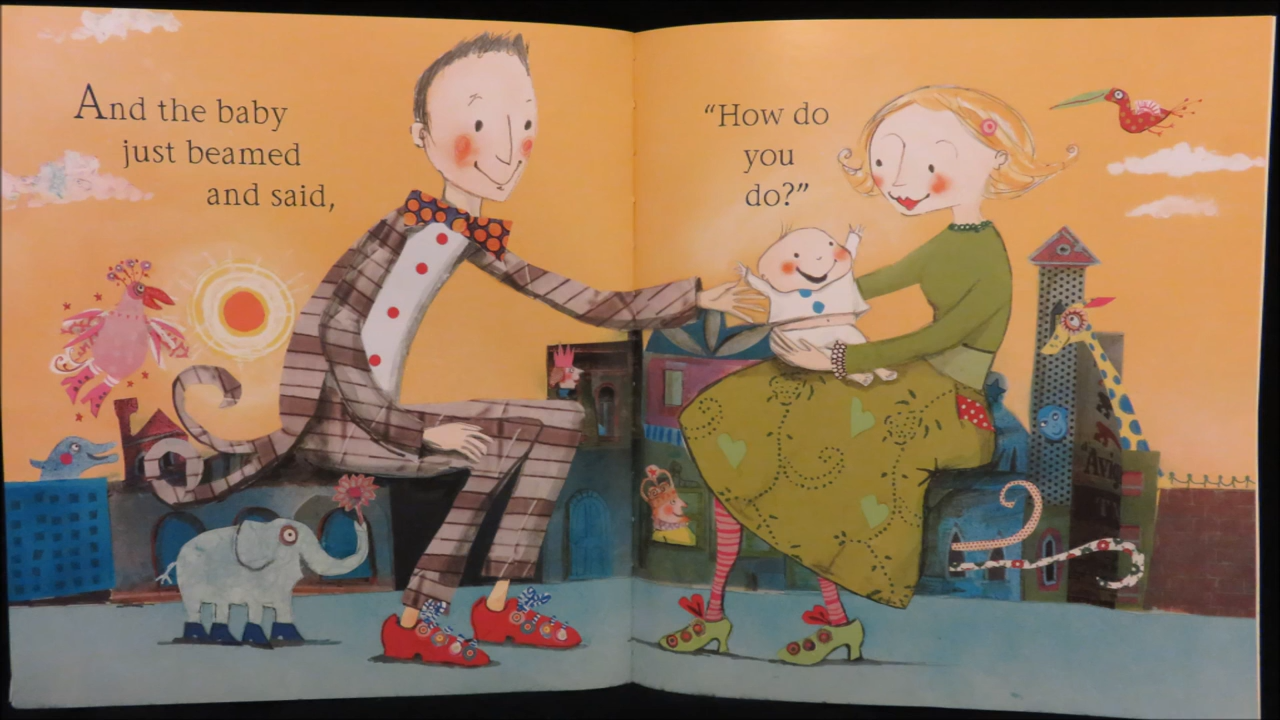 And the baby
just beamed
and said,
"How do
you
do?"